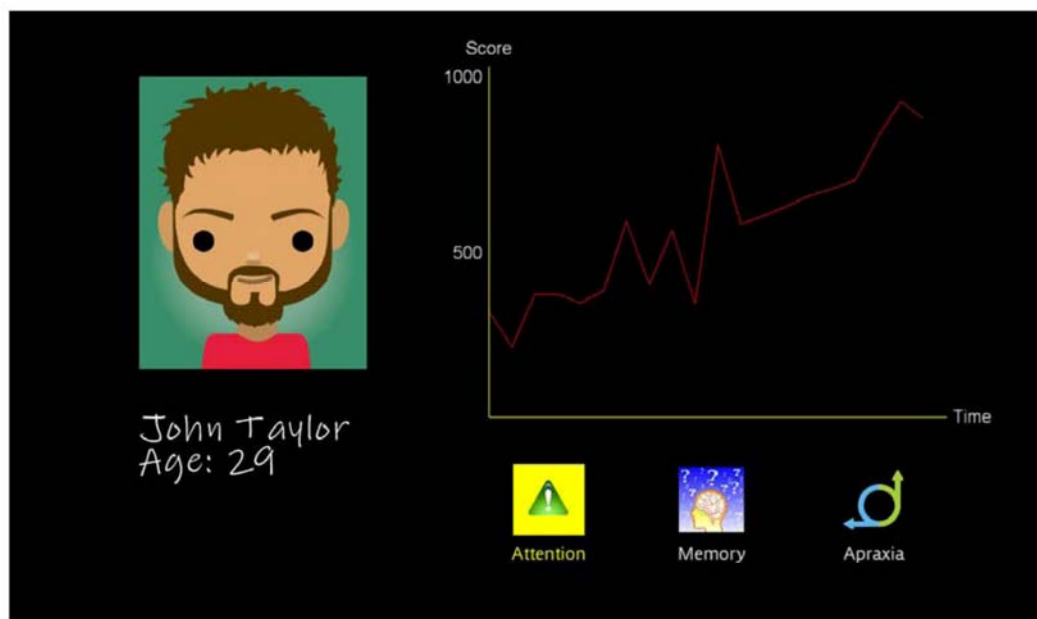 Score
1000
500
Time
John Taylor
Age: 29
Attention
Memory
Apraxia